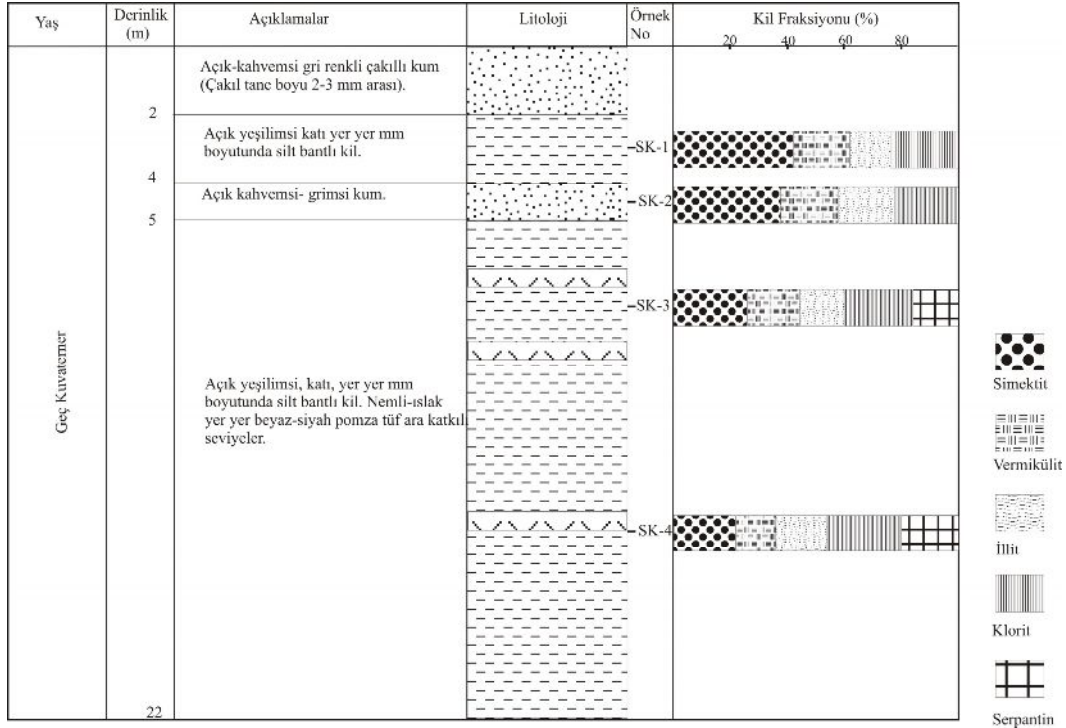 Yaş
Derinlik
(m)
Açıklamalar
Litoloji
Örnek
No
Kil Fraksiyonu (%)
20 40 60 80
Açık-kahvemsi gri renkli çakıllı kum
(Çakıl tane boyu 2-3 mm arası).
2
Açık yeşilimsi katı yer yer mm
boyutunda silt bantlı kil.
SK-1
4
Açık kahvemsi- grimsi kum.
SK-2
5
SK-3
Geç Kuvaterner
Açık yeşilimsi, katı, yer yer mm
boyutunda silt bantlı kil. Nemli-ıslak
yer yer beyaz-siyah pomza tüf ara katkılı
seviyeler.
SK-4
22
Simektit
Vermikülit
İllit
Klorit
Serpantin